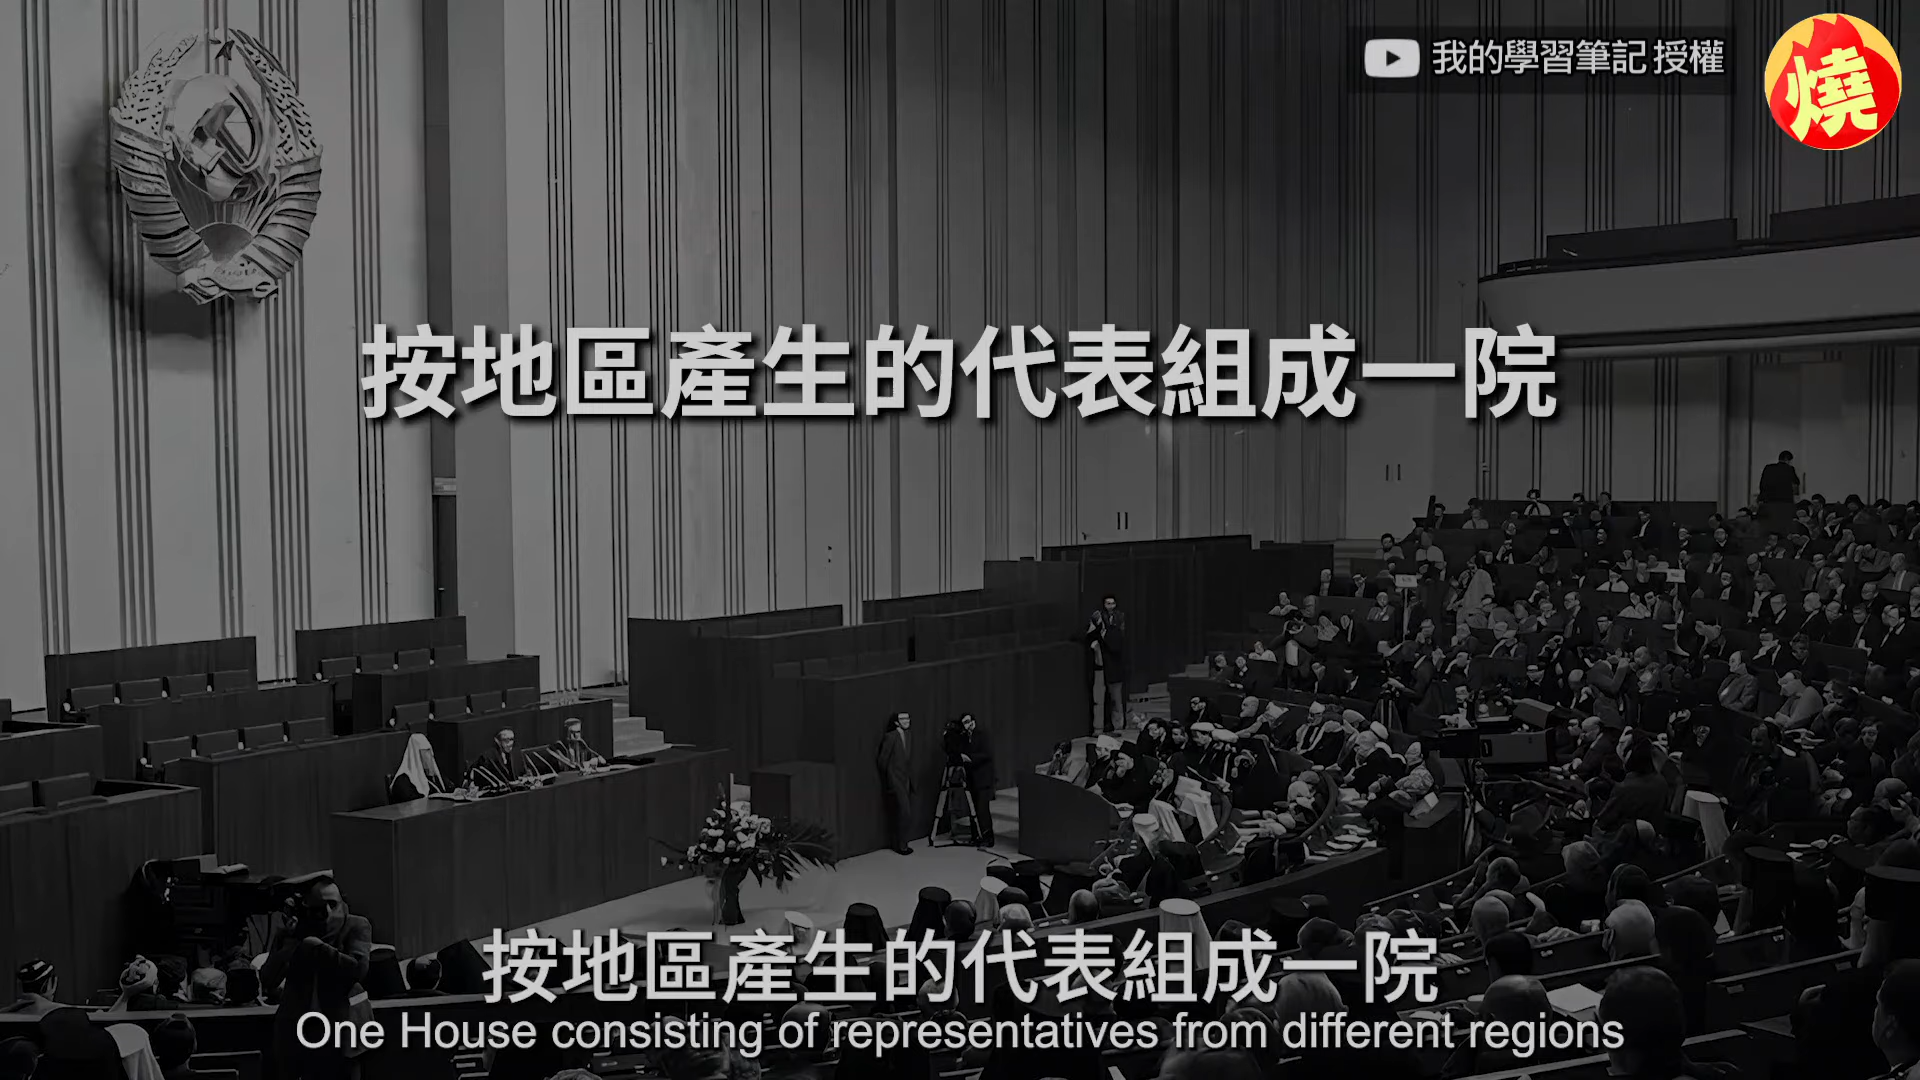 我的學習筆記 授權
燒
按地區產生的代表組成一院
按地區產生的代表組成一院
One House consisting of representatives from different regions